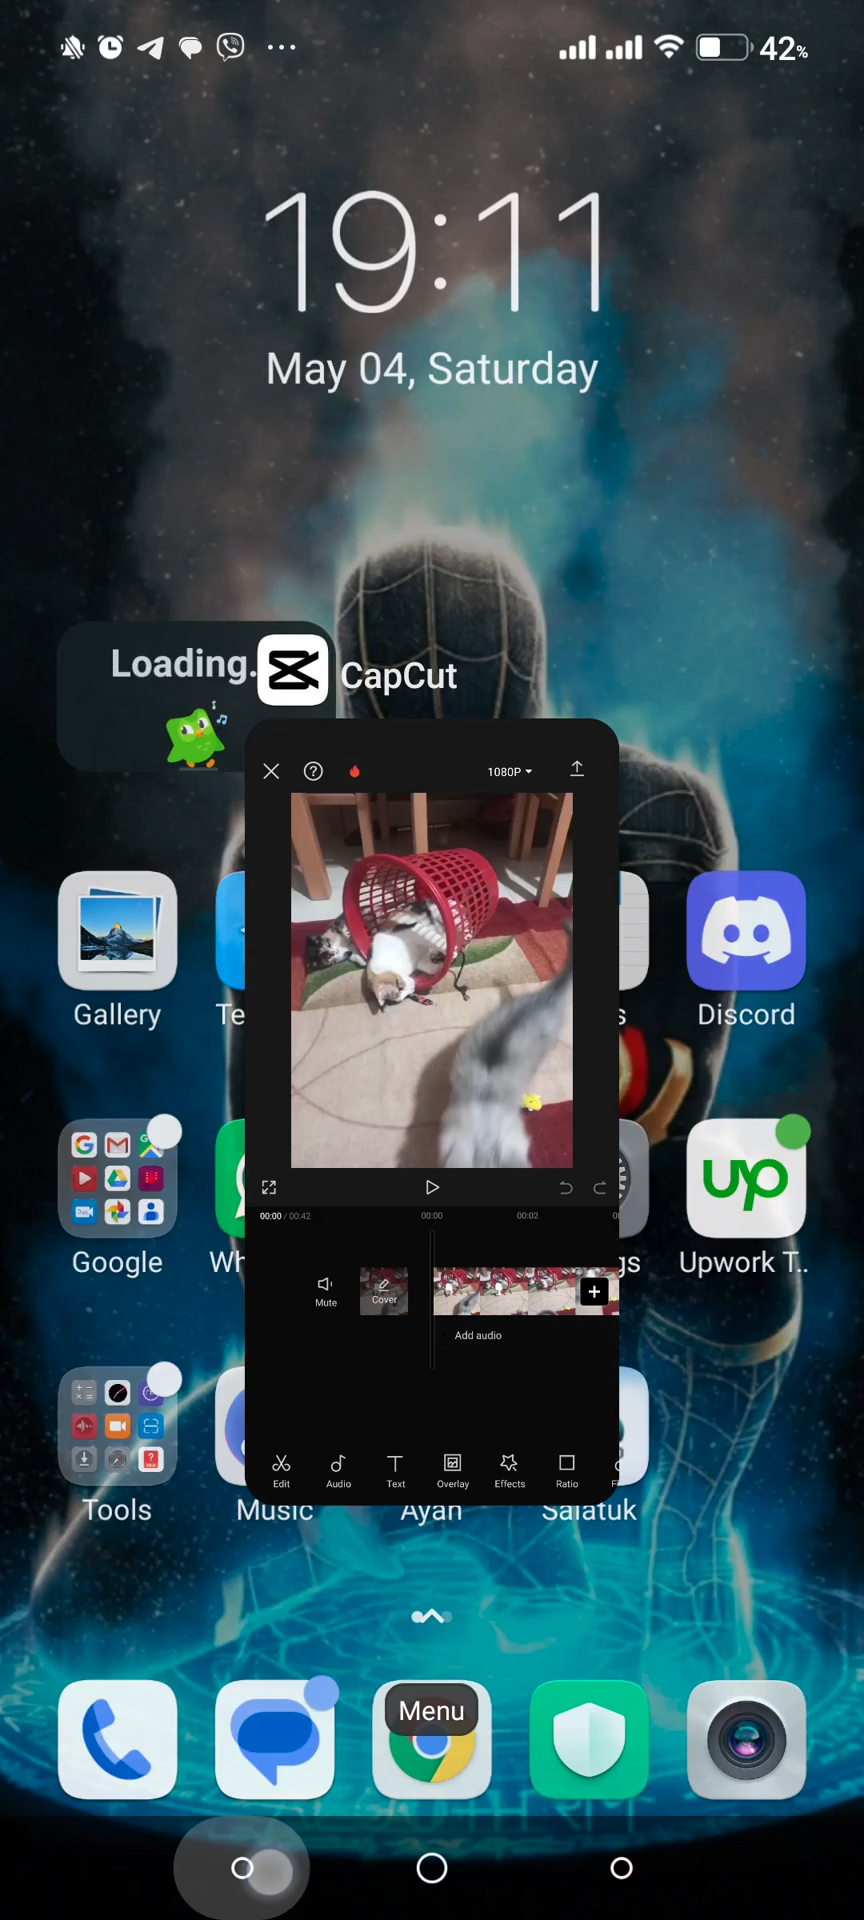 42%
19:11
May 04, Saturday
Loading.
CapCut
1080P
00:00 / 00:42
00:00
00:02
Mute
Cover
Add audio
Edit
Audio
Text
Overlay
Effects
Ratio
Gallery
Te
s
Discord
Google
Wh
gs
Upwork T..
up
Tools
Music
Ayah
Salatuk
Menu